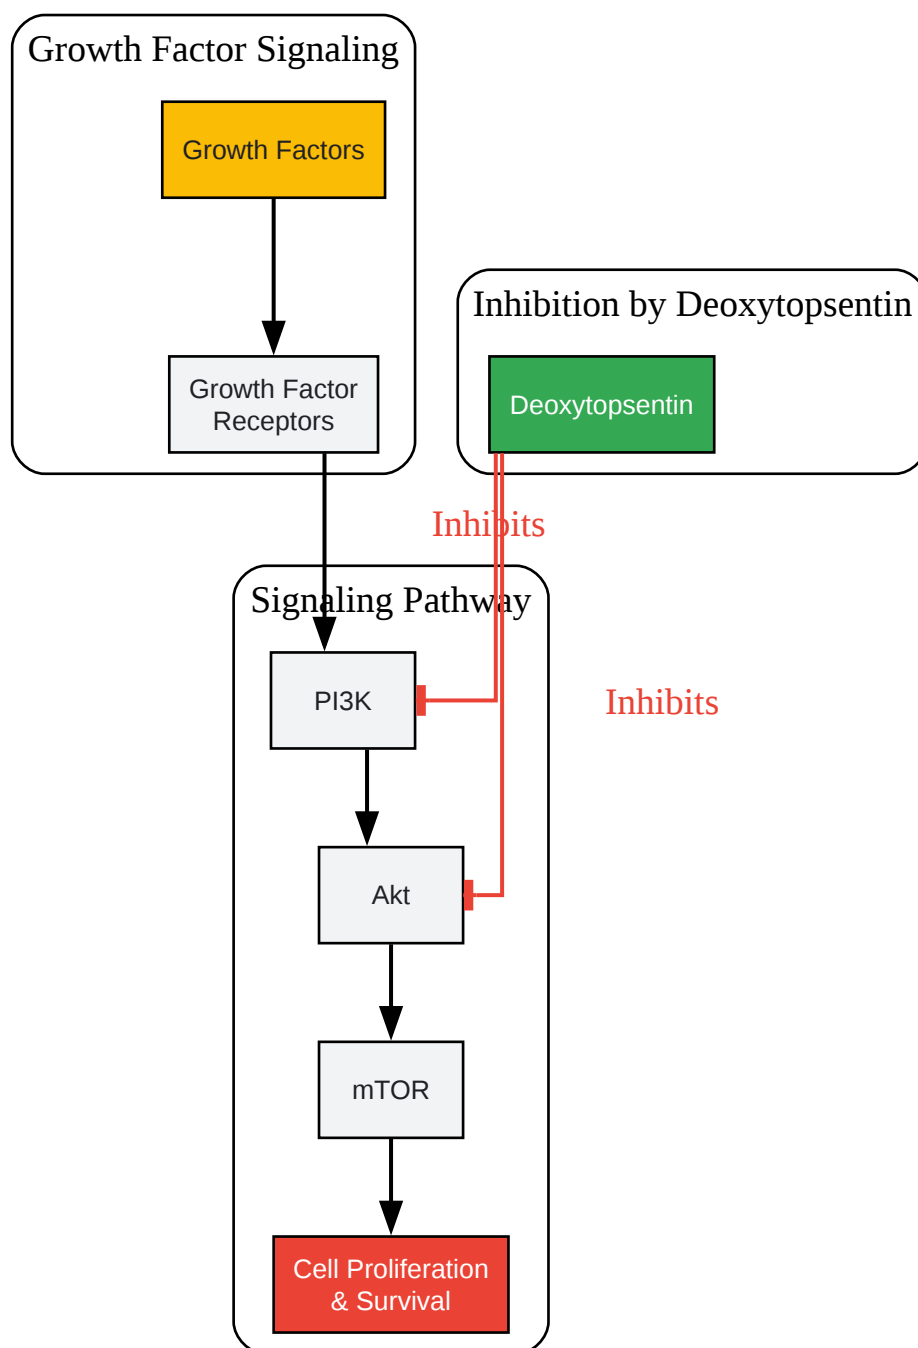 Growth Factor Signaling
Growth Factors
Inhibition by Deoxytopsentin
Growth Factor
Receptors
Deoxytopsentin
Inhibits
Signaling Pathway
PI3K
Inhibits
Akt
mTOR
Cell Proliferation
& Survival